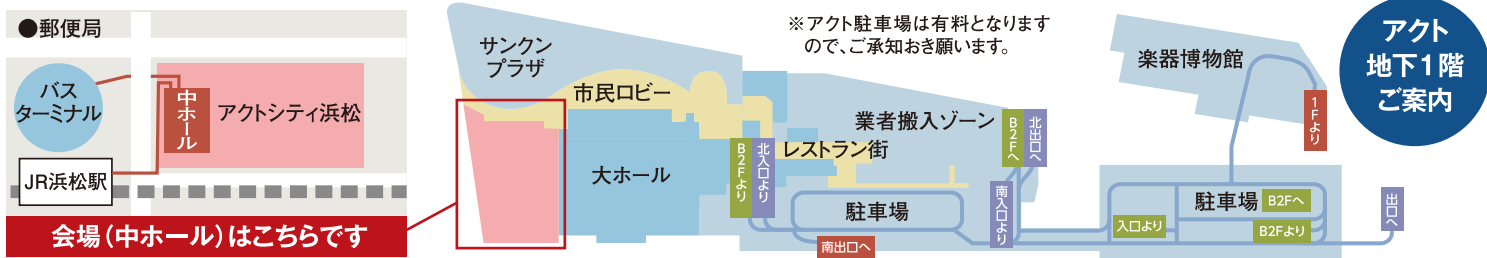 ●郵便局
バス
ターミナル
中ホール
アクトシティ浜松
JR浜松駅
会場（中ホール）はこちらです
サンクン
プラザ
市民ロビー
大ホール
B2Fより
北入口より
レストラン街
業者搬入ゾーン
※アクト駐車場は有料となります
ので、ご承知おき願います。
B2Fへ
北出口へ
南入口より
駐車場
南出口へ
楽器博物館
1Fより
駐車場
B2Fへ
入口より
B2Fより
出口へ
アクト
地下1階
ご案内